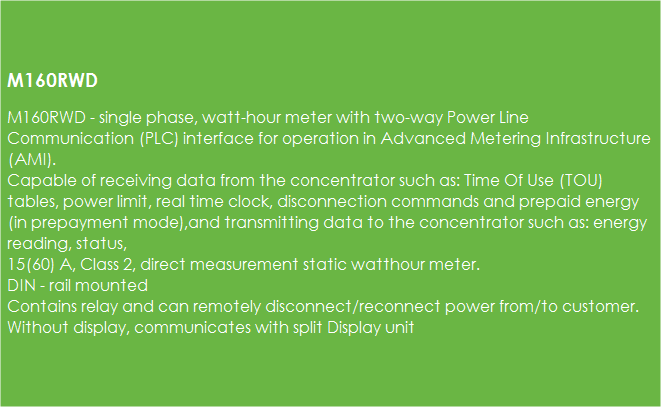 M160RWD
M160RWD - single phase, watt-hour meter with two-way Power Line
Communication (PLC) interface for operation in Advanced Metering Infrastructure
(AMI).
Capable of receiving data from the concentrator such as: Time Of Use (TOU)
tables, power limit, real time clock, disconnection commands and prepaid energy
(in prepayment mode),and transmitting data to the concentrator such as: energy
reading, status,
15(60) A, Class 2, direct measurement static watthour meter.
DIN - rail mounted
Contains relay and can remotely disconnect/reconnect power from/to customer.
Without display, communicates with split Display unit